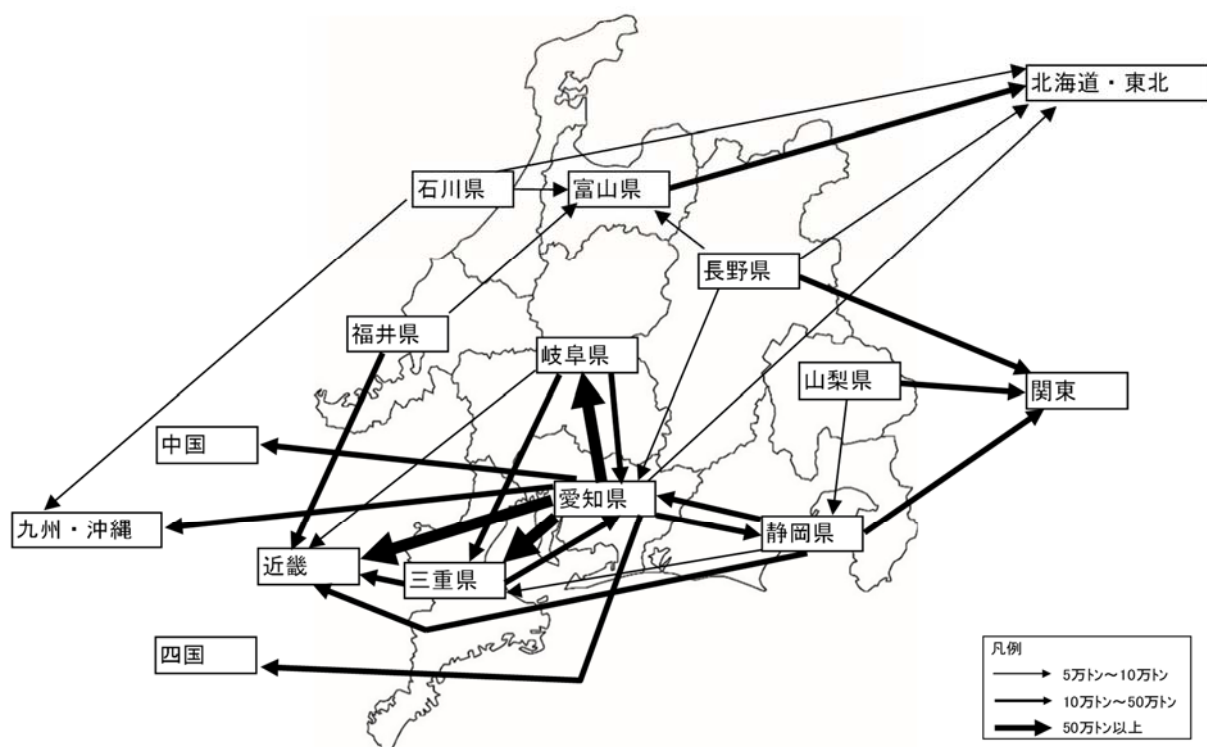 北海道・東北
石川県
富山県
長野県
福井県
岐阜県
山梨県
関東
中国
愛知県
九州・沖縄
静岡県
近畿
三重県
四国
凡例
5万トン～10万トン
10万トン～50万トン
50万トン以上